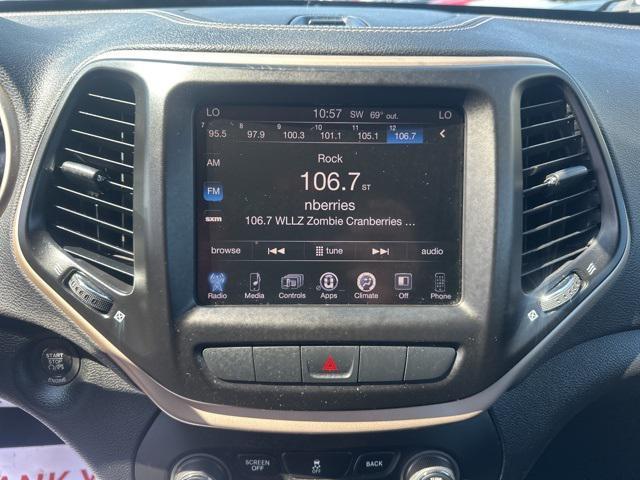 LO 10:57 SW 69° out. LO
7 8 9 10 11 12
95.5 97.9 100.3 101.1 105.1 106.7
AM
FM
sxm
Rock
106.7 ST
nberries
106.7 WLLZ Zombie Cranberries ...
browse tune audio
Radio Media Controls Apps Climate Off Phone
START
STOP
ENGINE
SCREEN
OFF
BACK